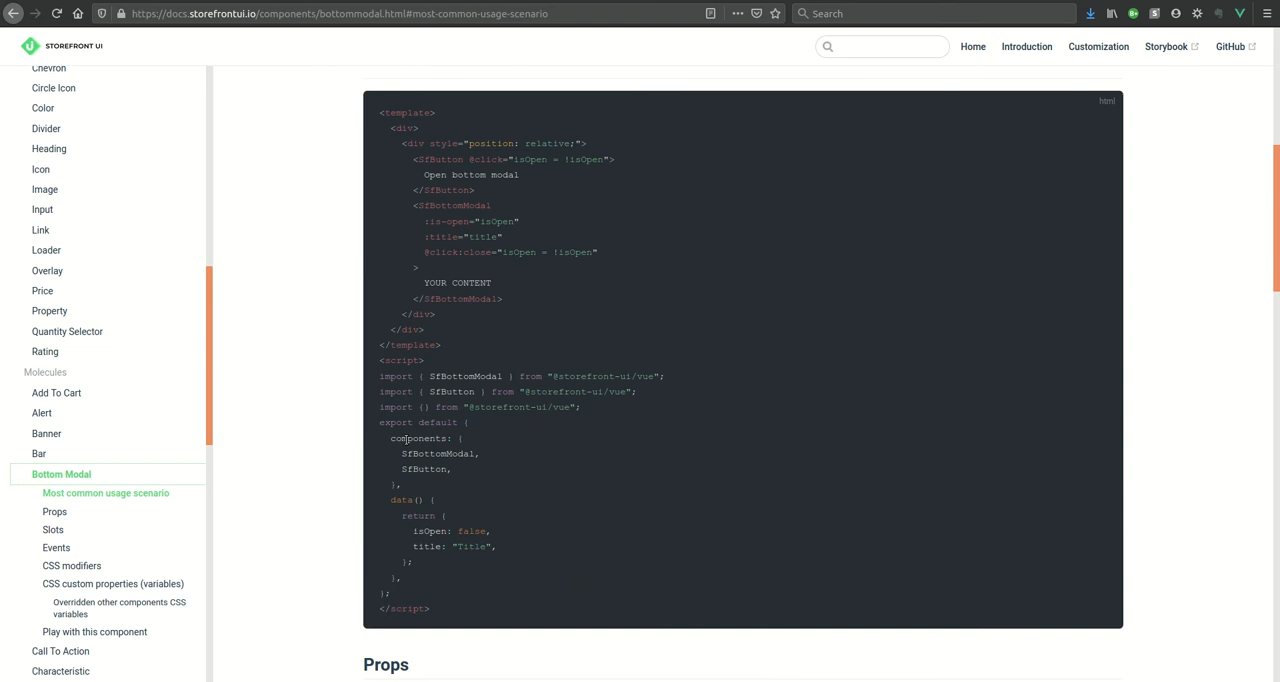 https://docs.storefrontui.io/components/bottommodal.html#most-common-usage-scenario
Search
STOREFRONT UI
Home
Introduction
Customization
Storybook
GitHub
Chevron
Circle Icon
Color
Divider
Heading
Icon
Image
Input
Link
Loader
Overlay
Price
Property
Quantity Selector
Rating
Molecules
Add To Cart
Alert
Banner
Bar
Bottom Modal
Most common usage scenario
Props
Slots
Events
CSS modifiers
CSS custom properties (variables)
Overridden other components CSS
variables
Play with this component
Call To Action
Characteristic
html
<template>
<div>
<div style="position: relative;">
<SfButton @click="isOpen = !isOpen">
Open bottom modal
</SfButton>
<SfBottomModal
:is-open="isOpen"
:title="title"
@click:close="isOpen = !isOpen"
>
YOUR CONTENT
</SfBottomModal>
</div>
</div>
</template>
<script>
import { SfBottomModal } from "@storefront-ui/vue";
import { SfButton } from "@storefront-ui/vue";
import {} from "@storefront-ui/vue";
export default {
components: {
SfBottomModal,
SfButton,
},
data() {
return {
isOpen: false,
title: "Title",
};
},
};
</script>
Props